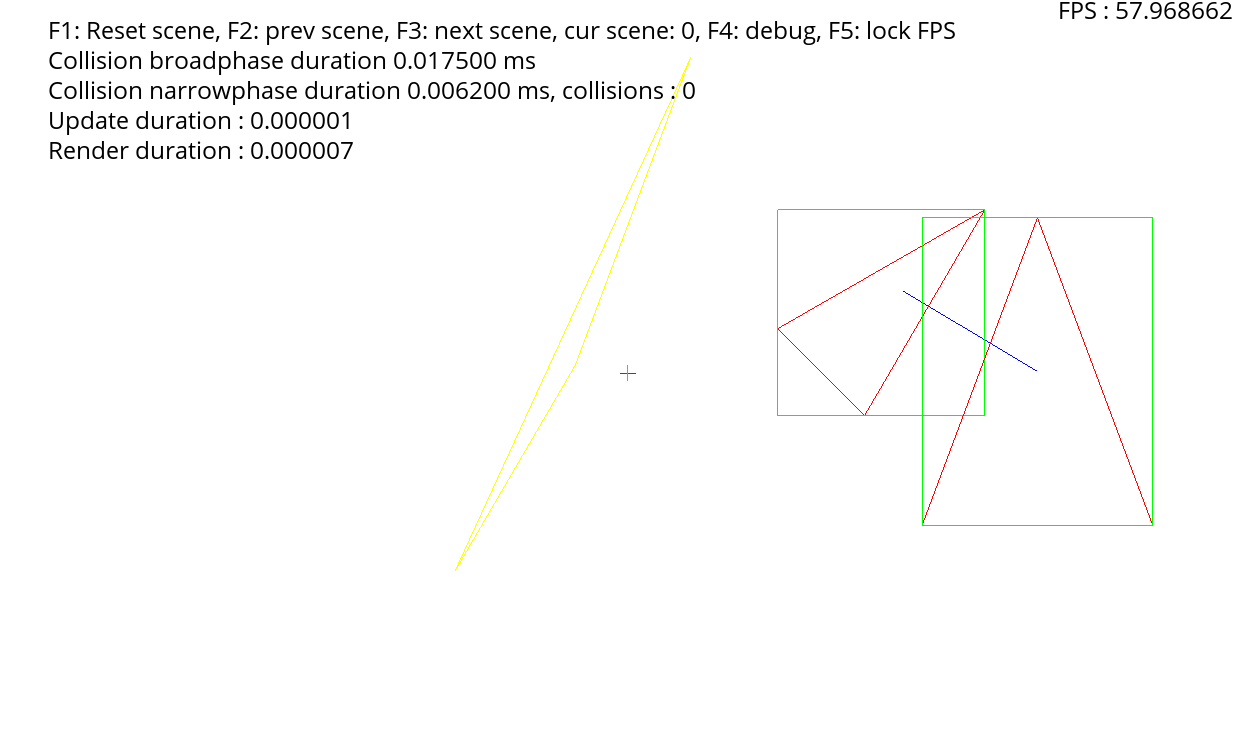 FPS : 57.968662
F1: Reset scene, F2: prev scene, F3: next scene, cur scene: 0, F4: debug, F5: lock FPS
Collision broadphase duration 0.017500 ms
Collision narrowphase duration 0.006200 ms, collisions : 0
Update duration : 0.000001
Render duration : 0.000007